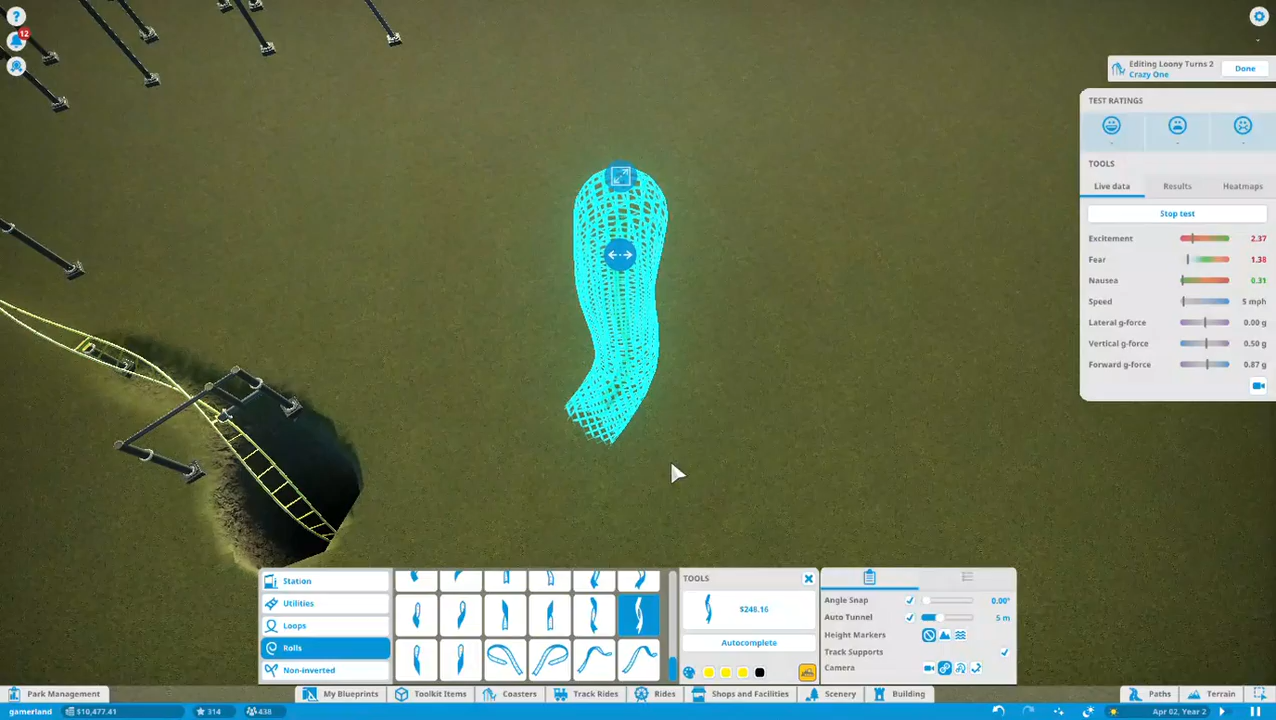 ?
12
Editing Loony Turns 2
Crazy One
Done
TEST RATINGS
-
-
-
TOOLS
Live data
Results
Heatmaps
Stop test
Excitement 2.37
Fear 1.38
Nausea 0.31
Speed 5 mph
Lateral g-force 0.00 g
Vertical g-force 0.50 g
Forward g-force 0.87 g
Station
Utilities
Loops
Rolls
Non-inverted
TOOLS
$248.16
Autocomplete
Angle Snap 0.00°
Auto Tunnel 5 m
Height Markers
Track Supports
Camera
Park Management
My Blueprints
Toolkit Items
Coasters
Track Rides
Rides
Shops and Facilities
Scenery
Building
Paths
Terrain
gamerland
$10,477.41
314
438
Apr 02, Year 2